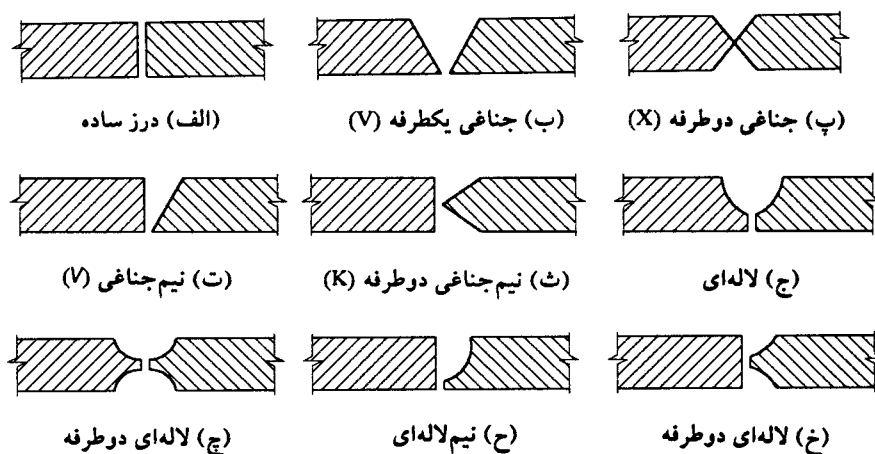 (الف) درز ساده
(ب) جناغی یکطرفه (V)
(پ) جناغی دوطرفه (X)
(ت) نیم‌جناغی (V)
(ث) نیم‌جناغی دوطرفه (K)
(ج) لاله‌ای
(چ) لاله‌ای دوطرفه
(ح) نیم‌لاله‌ای
(خ) لاله‌ای دوطرفه